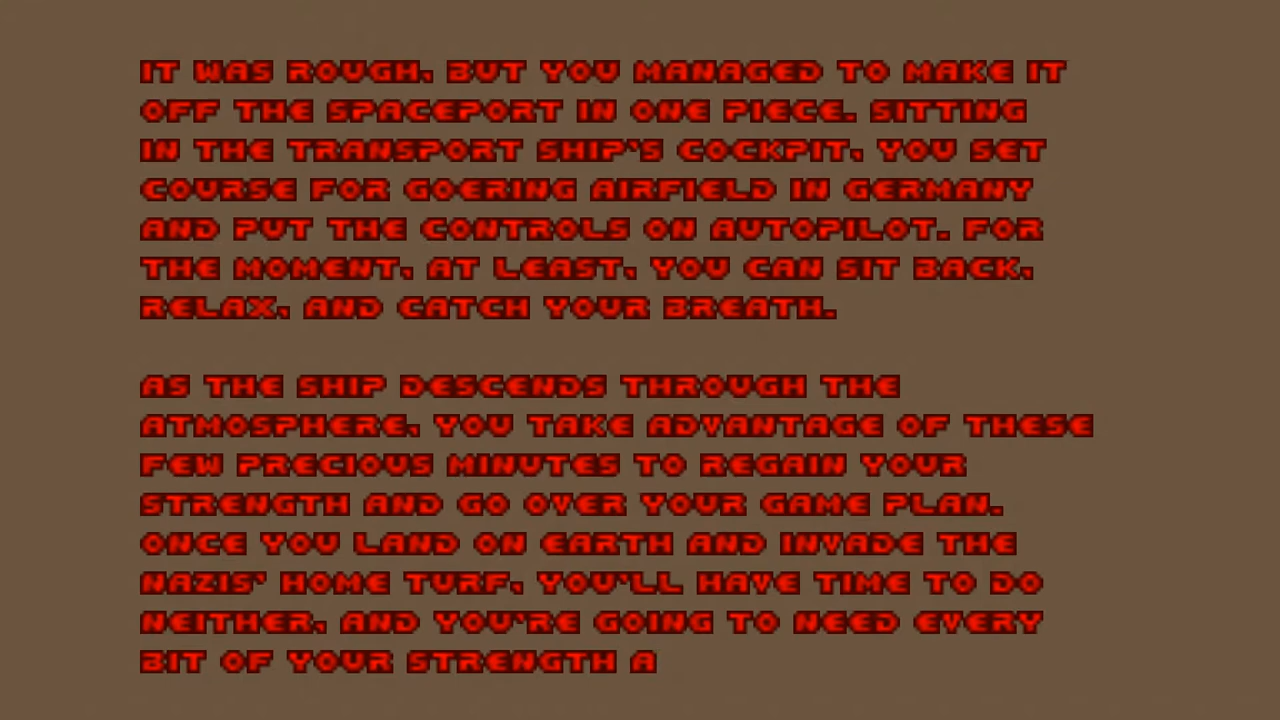 IT WAS ROUGH, BUT YOU MANAGED TO MAKE IT
OFF THE SPACEPORT IN ONE PIECE. SITTING
IN THE TRANSPORT SHIP'S COCKPIT, YOU SET
COURSE FOR GOERING AIRFIELD IN GERMANY
AND PUT THE CONTROLS ON AUTOPILOT. FOR
THE MOMENT, AT LEAST, YOU CAN SIT BACK,
RELAX, AND CATCH YOUR BREATH.
AS THE SHIP DESCENDS THROUGH THE
ATMOSPHERE, YOU TAKE ADVANTAGE OF THESE
FEW PRECIOUS MINUTES TO REGAIN YOUR
STRENGTH AND GO OVER YOUR GAME PLAN.
ONCE YOU LAND ON EARTH AND INVADE THE
NAZIS' HOME TURF, YOU'LL HAVE TIME TO DO
NEITHER, AND YOU'RE GOING TO NEED EVERY
BIT OF YOUR STRENGTH A